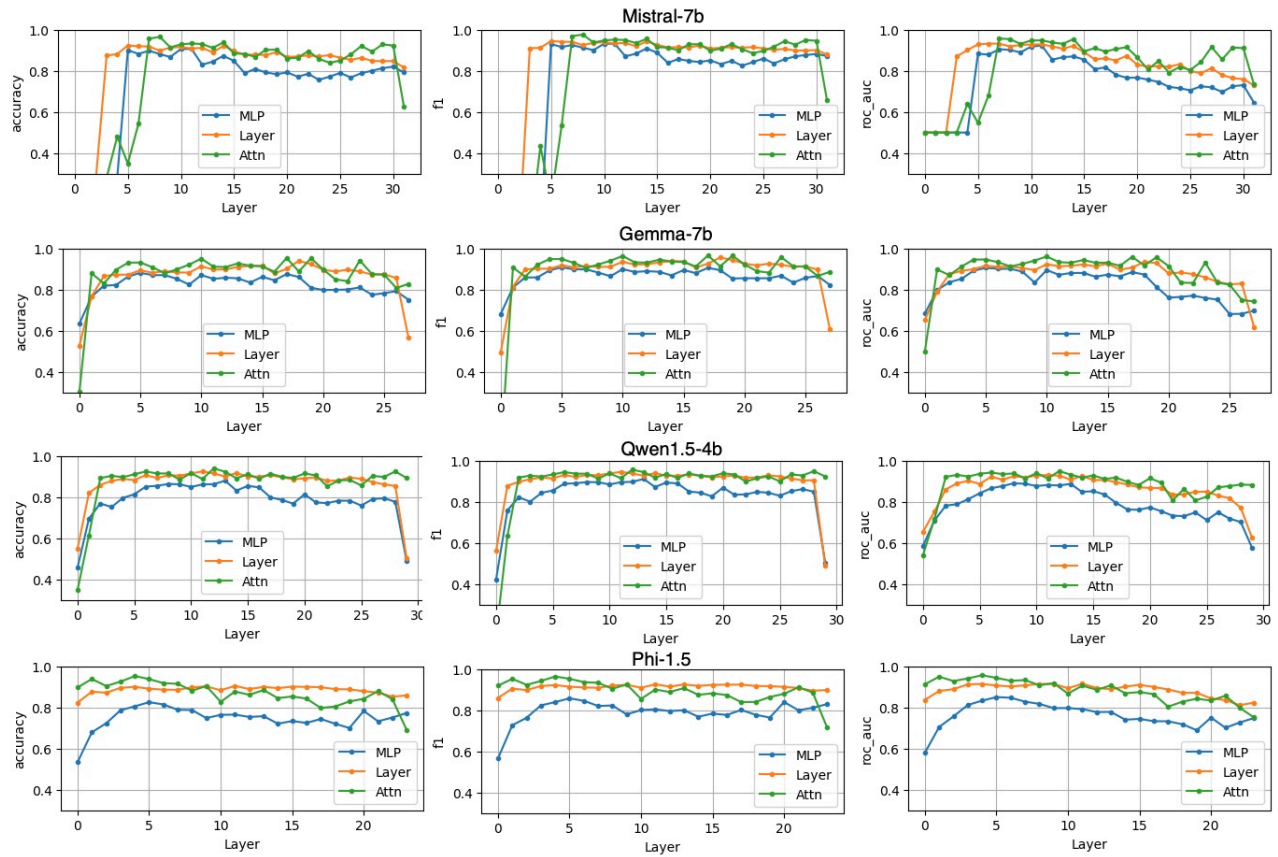 Mistral-7b
accuracy
1.0
0.8
0.6
0.4
MLP
Layer
Attn
0 5 10 15 20 25 30
Layer
f1
1.0
0.8
0.6
0.4
MLP
Layer
Attn
0 5 10 15 20 25 30
Layer
roc_auc
1.0
0.8
0.6
0.4
MLP
Layer
Attn
0 5 10 15 20 25 30
Layer
Gemma-7b
accuracy
1.0
0.8
0.6
0.4
MLP
Layer
Attn
0 5 10 15 20 25
Layer
f1
1.0
0.8
0.6
0.4
MLP
Layer
Attn
0 5 10 15 20 25
Layer
roc_auc
1.0
0.8
0.6
0.4
MLP
Layer
Attn
0 5 10 15 20 25
Layer
Qwen1.5-4b
accuracy
1.0
0.8
0.6
0.4
MLP
Layer
Attn
0 5 10 15 20 25 30
Layer
f1
1.0
0.8
0.6
0.4
MLP
Layer
Attn
0 5 10 15 20 25 30
Layer
roc_auc
1.0
0.8
0.6
0.4
MLP
Layer
Attn
0 5 10 15 20 25 30
Layer
Phi-1.5
accuracy
1.0
0.8
0.6
0.4
MLP
Layer
Attn
0 5 10 15 20
Layer
f1
1.0
0.8
0.6
0.4
MLP
Layer
Attn
0 5 10 15 20
Layer
roc_auc
1.0
0.8
0.6
0.4
MLP
Layer
Attn
0 5 10 15 20
Layer